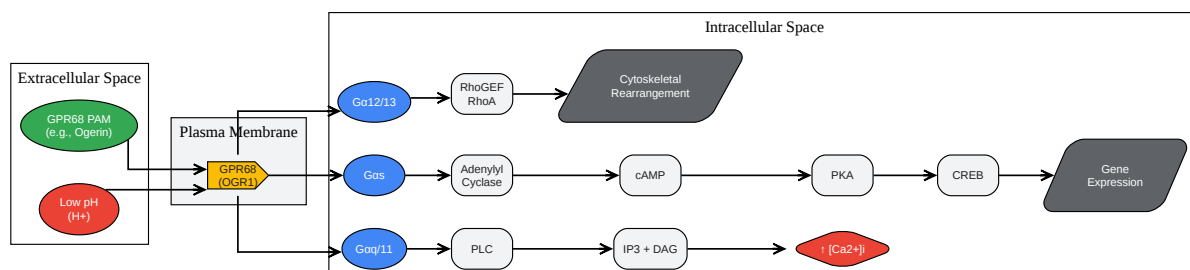 Intracellular Space
Extracellular Space
GPR68 PAM
(e.g., Ogerin)
Low pH
(H+)
Plasma Membrane
GPR68
(OGR1)
Gα12/13
RhoGEF
RhoA
Cytoskeletal
Rearrangement
Gαs
Adenylyl
Cyclase
cAMP
PKA
CREB
Gene
Expression
Gαq/11
PLC
IP3 + DAG
↑ [Ca2+]i